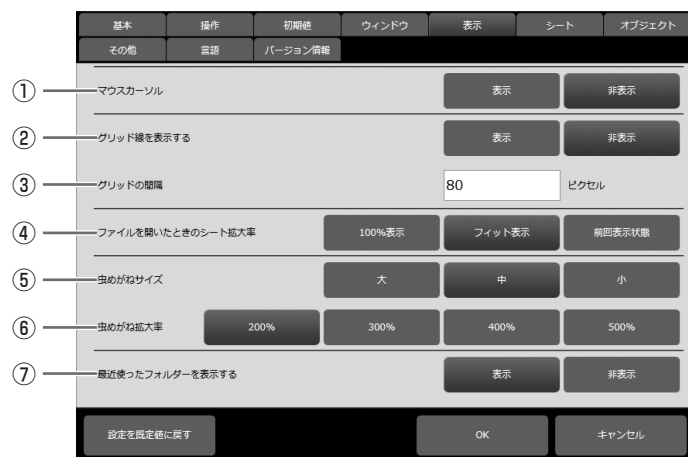 基本 操作 初期値 ウィンドウ 表示 シート オブジェクト
その他 言語 バージョン情報
① マウスカーソル 表示 非表示
② グリッド線を表示する 表示 非表示
③ グリッドの間隔 80 ピクセル
④ ファイルを開いたときのシート拡大率 100%表示 フィット表示 前回表示状態
⑤ 虫めがねサイズ 大 中 小
⑥ 虫めがね拡大率 200% 300% 400% 500%
⑦ 最近使ったフォルダーを表示する 表示 非表示
設定を既定値に戻す OK キャンセル